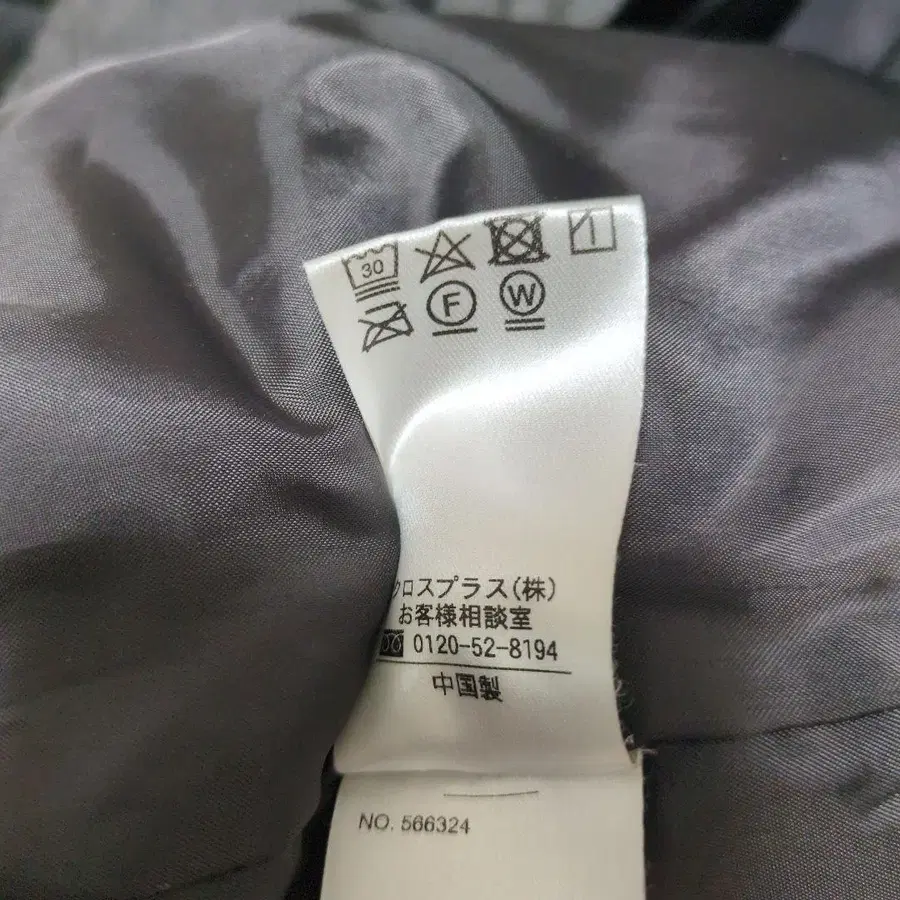 30
F W
クロスプラス(株)
お客様相談室
0120-52-8194
中国製
NO. 566324